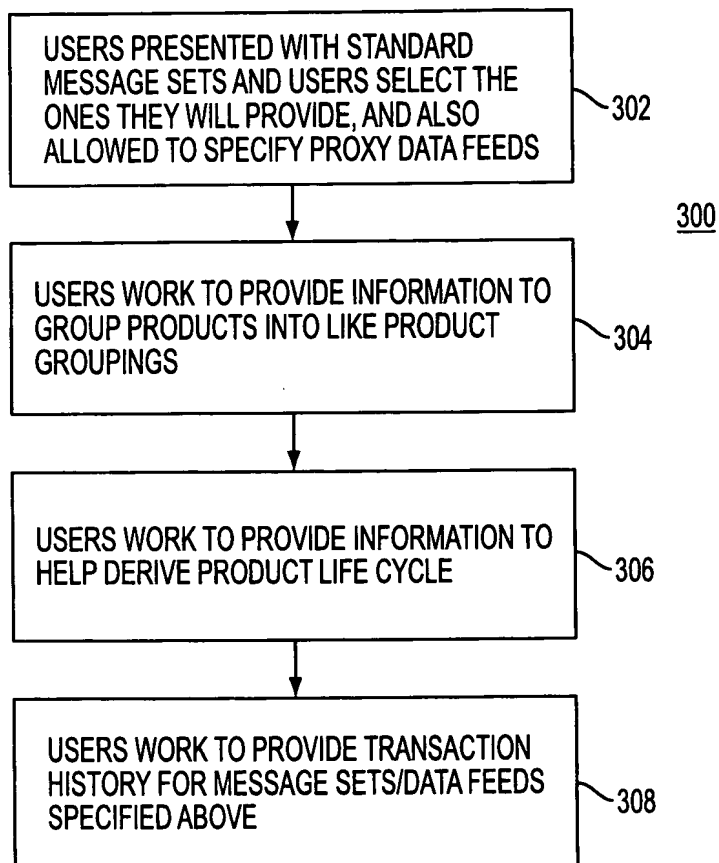 USERS PRESENTED WITH STANDARD
MESSAGE SETS AND USERS SELECT THE
ONES THEY WILL PROVIDE, AND ALSO
ALLOWED TO SPECIFY PROXY DATA FEEDS
302
300
USERS WORK TO PROVIDE INFORMATION TO
GROUP PRODUCTS INTO LIKE PRODUCT
GROUPINGS
304
USERS WORK TO PROVIDE INFORMATION TO
HELP DERIVE PRODUCT LIFE CYCLE
306
USERS WORK TO PROVIDE TRANSACTION
HISTORY FOR MESSAGE SETS/DATA FEEDS
SPECIFIED ABOVE
308